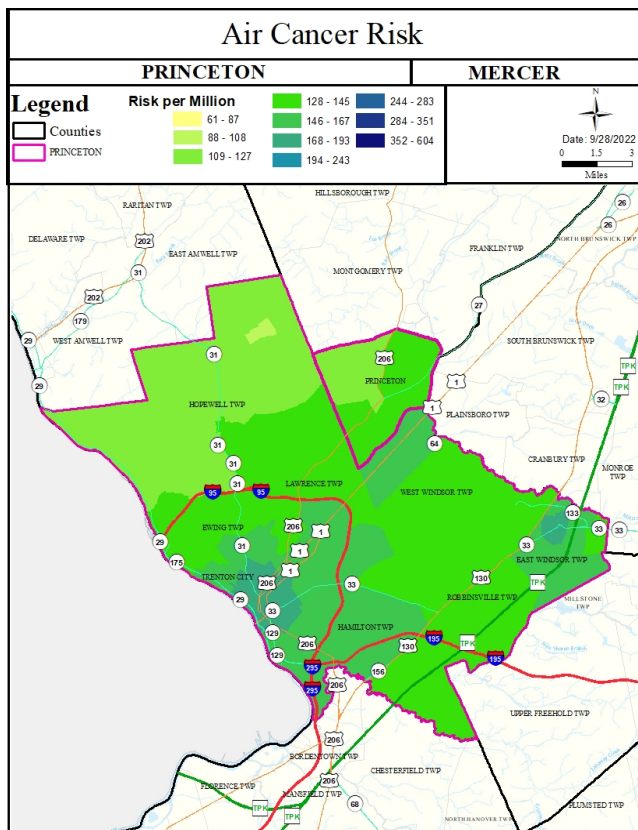 Air Cancer Risk
PRINCETON
MERCER
Legend
Counties
PRINCETON
Risk per Million
61 - 87
88 - 108
109 - 127
128 - 145
146 - 167
168 - 193
194 - 243
244 - 283
284 - 351
352 - 604
N
Date: 9/28/2022
0 1.5 3
Miles
HILLSBOROUGH TWP
RARITAN TWP
26
DELAWARE TWP
202
EAST AMWELL TWP
FRANKLIN TWP
26
NORTH BRUNSWICK TWP
31
MONTGOMERY TWP
202
27
179
29
WEST AMWELL TWP
SOUTH BRUNSWICK TWP
31
206
TPK
PRINCETON
1
TPK
29
32
HOPEWELL TWP
1
PLAINSBORO TWP
31
64
31
CRANBURY TWP
MONROE TWP
31
LAWRENCE TWP
95
95
WEST WINDSOR TWP
133
EWING TWP
206
1
33
33
29
31
1
33
EAST WINDSOR TWP
175
TRENTON CITY
206
1
33
130
TPK
29
33
ROBBINSVILLE TWP
MILLSTONE TWP
129
HAMILTON TWP
206
130
195
TPK
129
295
156
195
295
206
UPPER FREEHOLD TWP
206
BORDENTOWN TWP
CHESTERFIELD TWP
206
FLORENCE TWP
MANSFIELD TWP
TPK
68
PLUMSTED TWP
TPK
NORTH HANOVER TWP